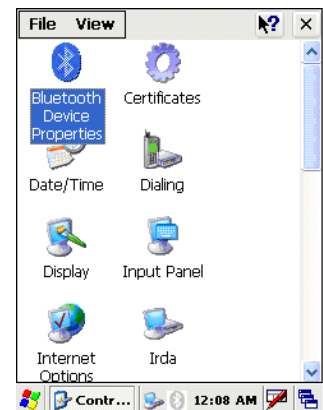 File View
?
Bluetooth
Device
Properties
Certificates
Date/Time
Dialing
Display
Input Panel
Internet
Options
Irda
Contr...
12:08 AM